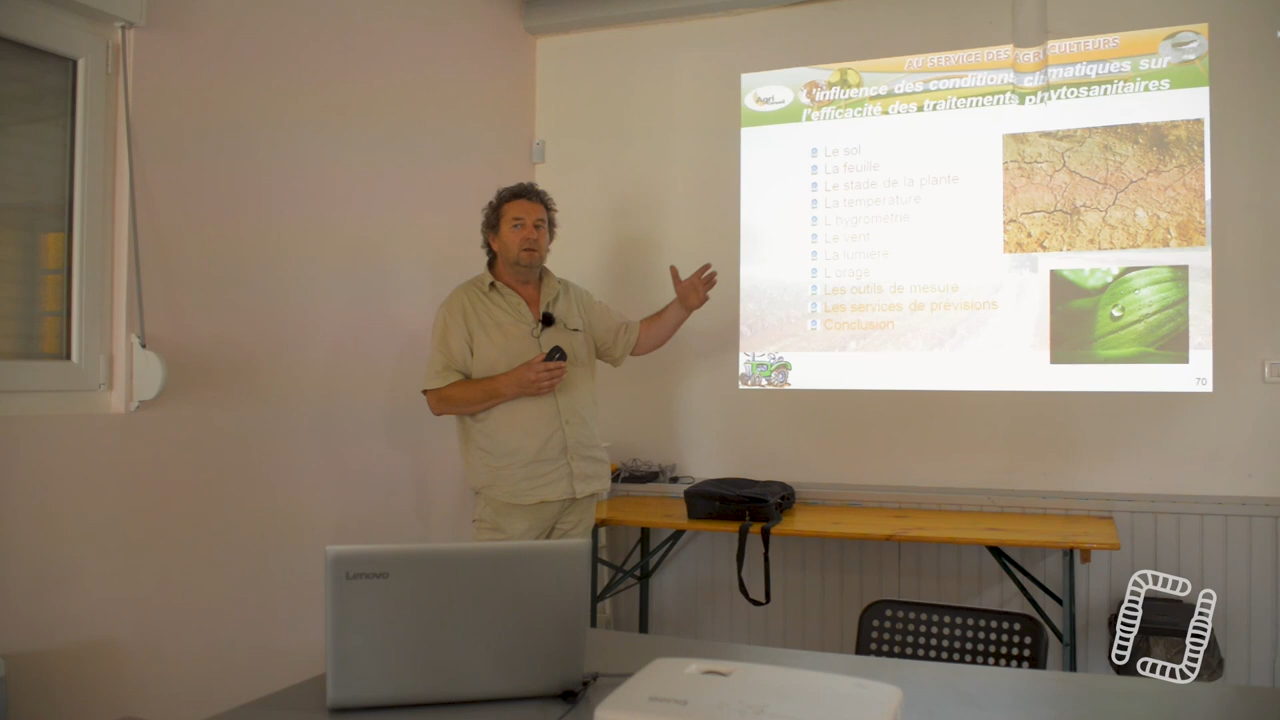 AU SERVICE DES AGRICULTEURS
L'influence des conditions climatiques sur
l'efficacité des traitements phytosanitaires
Agri
Le sol
La feuille
Le stade de la plante
La température
L'hygrométrie
Le vent
La lumière
L'orage
Les outils de mesure
Les services de prévisions
Conclusion
70
Lenovo